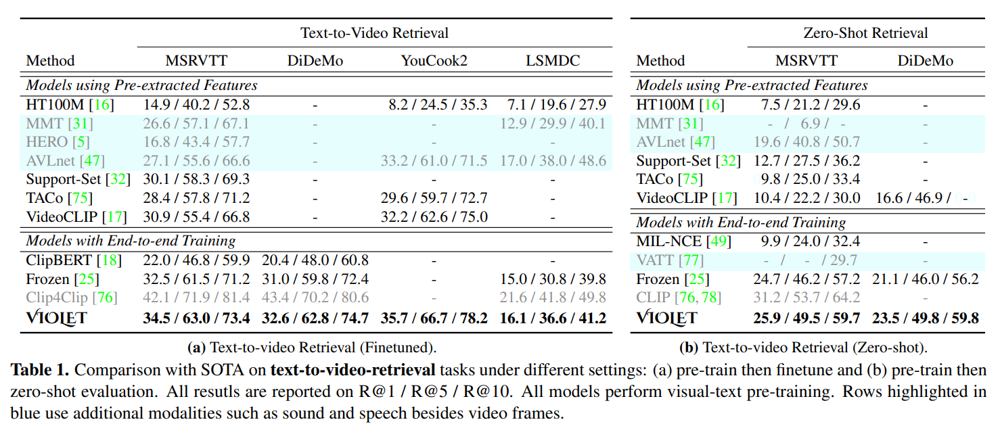 Text-to-Video Retrieval
Method MSRVTT DiDeMo YouCook2 LSMDC
Models using Pre-extracted Features
HT100M [16] 14.9 / 40.2 / 52.8 - 8.2 / 24.5 / 35.3 7.1 / 19.6 / 27.9
MMT [31] 26.6 / 57.1 / 67.1 - - 12.9 / 29.9 / 40.1
HERO [5] 16.8 / 43.4 / 57.7 - - -
AVLnet [47] 27.1 / 55.6 / 66.6 - 33.2 / 61.0 / 71.5 17.0 / 38.0 / 48.6
Support-Set [32] 30.1 / 58.3 / 69.3 - - -
TACo [75] 28.4 / 57.8 / 71.2 - 29.6 / 59.7 / 72.7 -
VideoCLIP [17] 30.9 / 55.4 / 66.8 - 32.2 / 62.6 / 75.0 -
Models with End-to-end Training
ClipBERT [18] 22.0 / 46.8 / 59.9 20.4 / 48.0 / 60.8 - -
Frozen [25] 32.5 / 61.5 / 71.2 31.0 / 59.8 / 72.4 - 15.0 / 30.8 / 39.8
Clip4Clip [76] 42.1 / 71.9 / 81.4 43.4 / 70.2 / 80.6 - 21.6 / 41.8 / 49.8
VIOLET 34.5 / 63.0 / 73.4 32.6 / 62.8 / 74.7 35.7 / 66.7 / 78.2 16.1 / 36.6 / 41.2
(a) Text-to-video Retrieval (Finetuned).
Zero-Shot Retrieval
Method MSRVTT DiDeMo
Models using Pre-extracted Features
HT100M [16] 7.5 / 21.2 / 29.6 -
MMT [31] - / 6.9 / - -
AVLnet [47] 19.6 / 40.8 / 50.7 -
Support-Set [32] 12.7 / 27.5 / 36.2 -
TACo [75] 9.8 / 25.0 / 33.4 -
VideoCLIP [17] 10.4 / 22.2 / 30.0 16.6 / 46.9 / -
Models with End-to-end Training
MIL-NCE [49] 9.9 / 24.0 / 32.4 -
VATT [77] - / - / 29.7 -
Frozen [25] 24.7 / 46.2 / 57.2 21.1 / 46.0 / 56.2
CLIP [76, 78] 31.2 / 53.7 / 64.2 -
VIOLET 25.9 / 49.5 / 59.7 23.5 / 49.8 / 59.8
(b) Text-to-video Retrieval (Zero-shot).
Table 1. Comparison with SOTA on text-to-video-retrieval tasks under different settings: (a) pre-train then finetune and (b) pre-train then
zero-shot evaluation. All resutls are reported on R@1 / R@5 / R@10. All models perform visual-text pre-training. Rows highlighted in
blue use additional modalities such as sound and speech besides video frames.